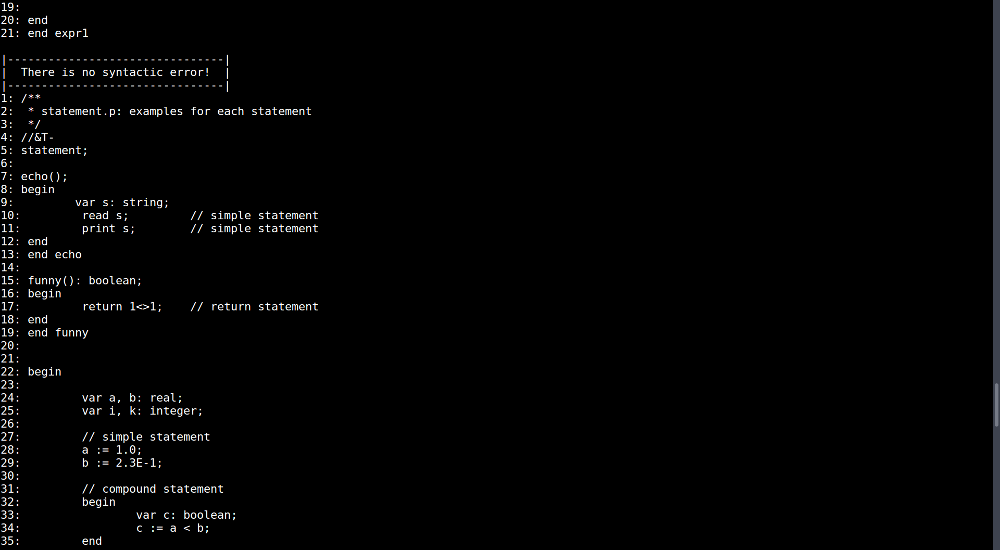 19:
20: end
21: end expr1

|--------------------------------|
|  There is no syntactic error!  |
|--------------------------------|
1: /**
2:  * statement.p: examples for each statement
3:  */
4: //&T-
5: statement;
6:
7: echo();
8: begin
9:         var s: string;
10:         read s;         // simple statement
11:         print s;        // simple statement
12: end
13: end echo
14:
15: funny(): boolean;
16: begin
17:         return 1<>1;    // return statement
18: end
19: end funny
20:
21:
22: begin
23:
24:         var a, b: real;
25:         var i, k: integer;
26:
27:         // simple statement
28:         a := 1.0;
29:         b := 2.3E-1;
30:
31:         // compound statement
32:         begin
33:                 var c: boolean;
34:                 c := a < b;
35:         end